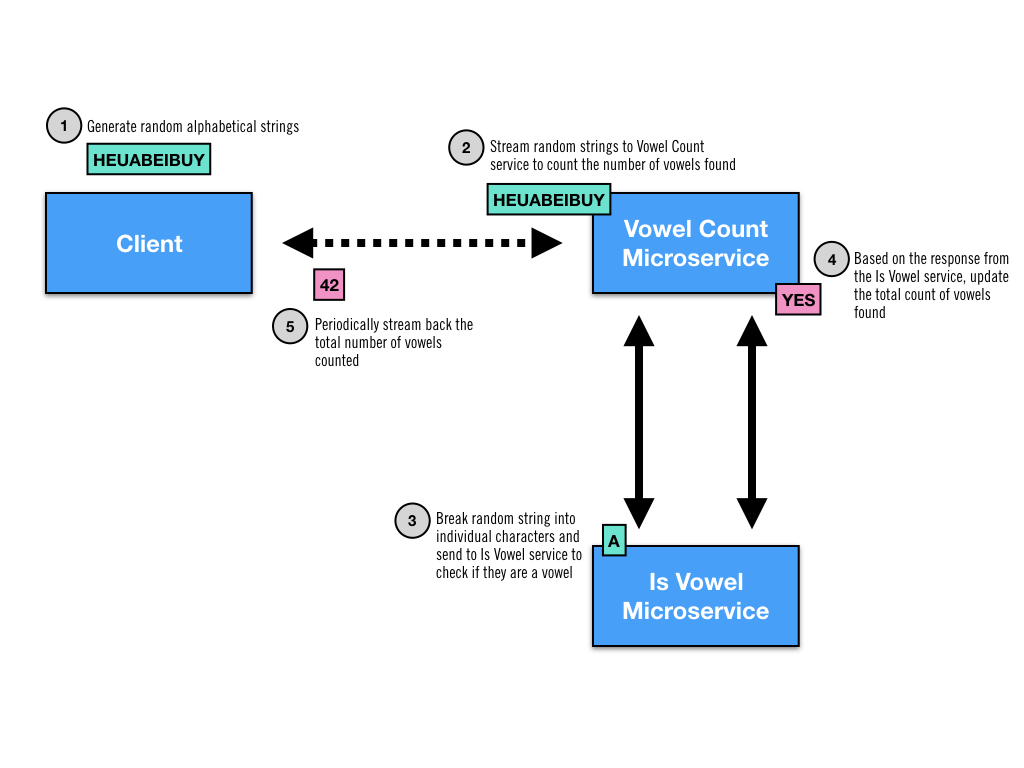 1
Generate random alphabetical strings
HEUABEIBUY
Client
2
Stream random strings to Vowel Count
service to count the number of vowels found
HEUABEIBUY
Vowel Count
Microservice
4
Based on the response from
the Is Vowel service, update
the total count of vowels
found
YES
42
5
Periodically stream back the
total number of vowels
counted
3
Break random string into
individual characters and
send to Is Vowel service to
check if they are a vowel
A
Is Vowel
Microservice